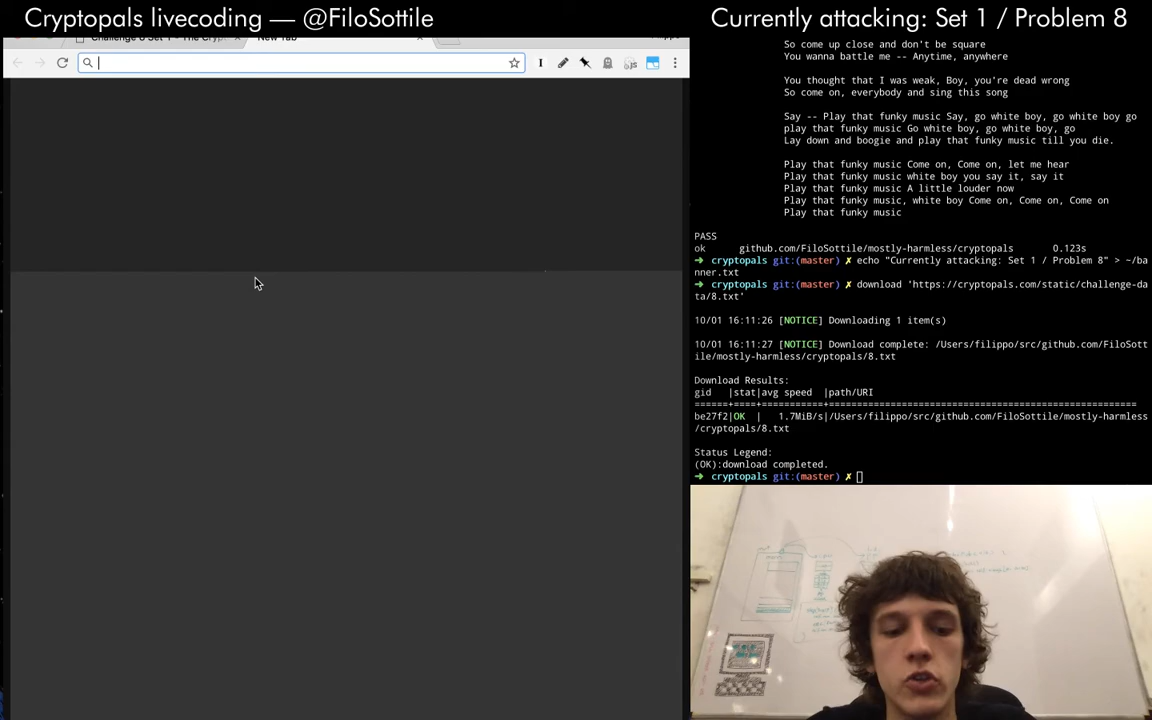 Cryptopals livecoding — @FiloSottile
Currently attacking: Set 1 / Problem 8
Challenge 8 Set 1 - The Cryp
New Tab
So come up close and don't be square
You wanna battle me -- Anytime, anywhere
You thought that I was weak, Boy, you're dead wrong
So come on, everybody and sing this song
Say -- Play that funky music Say, go white boy, go white boy go
play that funky music Go white boy, go white boy, go
Lay down and boogie and play that funky music till you die.
Play that funky music Come on, Come on, let me hear
Play that funky music white boy you say it, say it
Play that funky music A little louder now
Play that funky music, white boy Come on, Come on, Come on
Play that funky music
PASS
ok github.com/FiloSottile/mostly-harmless/cryptopals 0.123s
➜ cryptopals git:(master) ✗ echo "Currently attacking: Set 1 / Problem 8" > ~/ba
nner.txt
➜ cryptopals git:(master) ✗ download 'https://cryptopals.com/static/challenge-da
ta/8.txt'
10/01 16:11:26 [NOTICE] Downloading 1 item(s)
10/01 16:11:27 [NOTICE] Download complete: /Users/filippo/src/github.com/FiloSott
ile/mostly-harmless/cryptopals/8.txt
Download Results:
gid |stat|avg speed |path/URI
======+====+===========+=======================================================
be27f2|OK | 1.7MiB/s|/Users/filippo/src/github.com/FiloSottile/mostly-harmless
/cryptopals/8.txt
Status Legend:
(OK):download completed.
➜ cryptopals git:(master) ✗